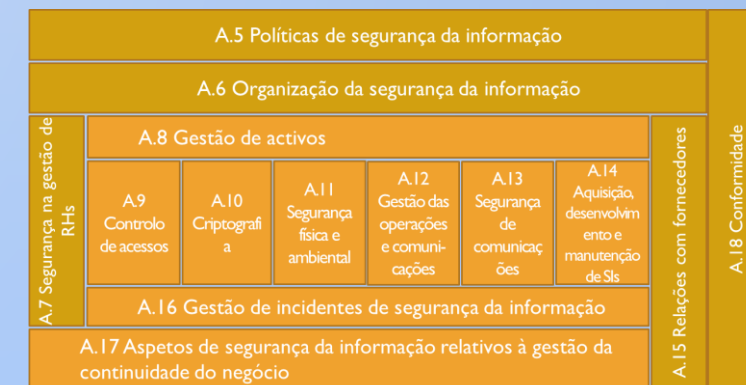 A.5 Políticas de segurança da informação
A.6 Organização da segurança da informação
A.7 Segurança na gestão de
RHs
A.8 Gestão de activos
A.9
Controlo
de acessos
A.10
Criptografi
a
A.11
Segurança
física e
ambiental
A.12
Gestão das
operações
e comuni-
cações
A.13
Segurança
de
comunicaç
ões
A.14
Aquisição,
desenvolvim
ento e
manutenção
de SIs
A.16 Gestão de incidentes de segurança da informação
A.17 Aspetos de segurança da informação relativos à gestão da
continuidade do negócio
A.15 Relações com fornecedores
A.18 Conformidade